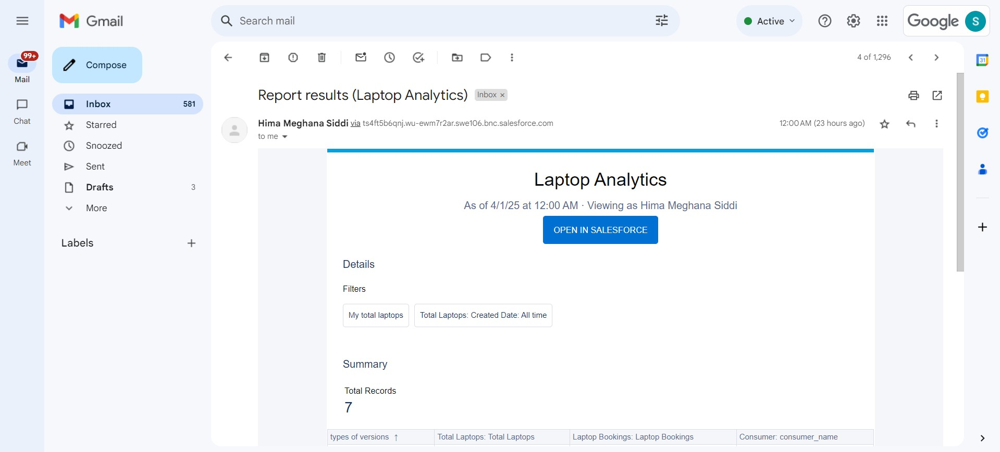 Gmail
Search mail
Active
Google
S
99+
Mail
Compose
4 of 1,296
31
Inbox 581
Report results (Laptop Analytics) Inbox ×
Chat
Starred
Hima Meghana Siddi via ts4ft5b6qnj.wu-ewm7r2ar.swe106.bnc.salesforce.com
12:00 AM (23 hours ago)
to me
Snoozed
Meet
Sent
Drafts 3
More
Labels
Laptop Analytics
As of 4/1/25 at 12:00 AM · Viewing as Hima Meghana Siddi
OPEN IN SALESFORCE
Details
Filters
My total laptops
Total Laptops: Created Date: All time
Summary
Total Records
7
types of versions ↑ Total Laptops: Total Laptops Laptop Bookings: Laptop Bookings Consumer: consumer_name